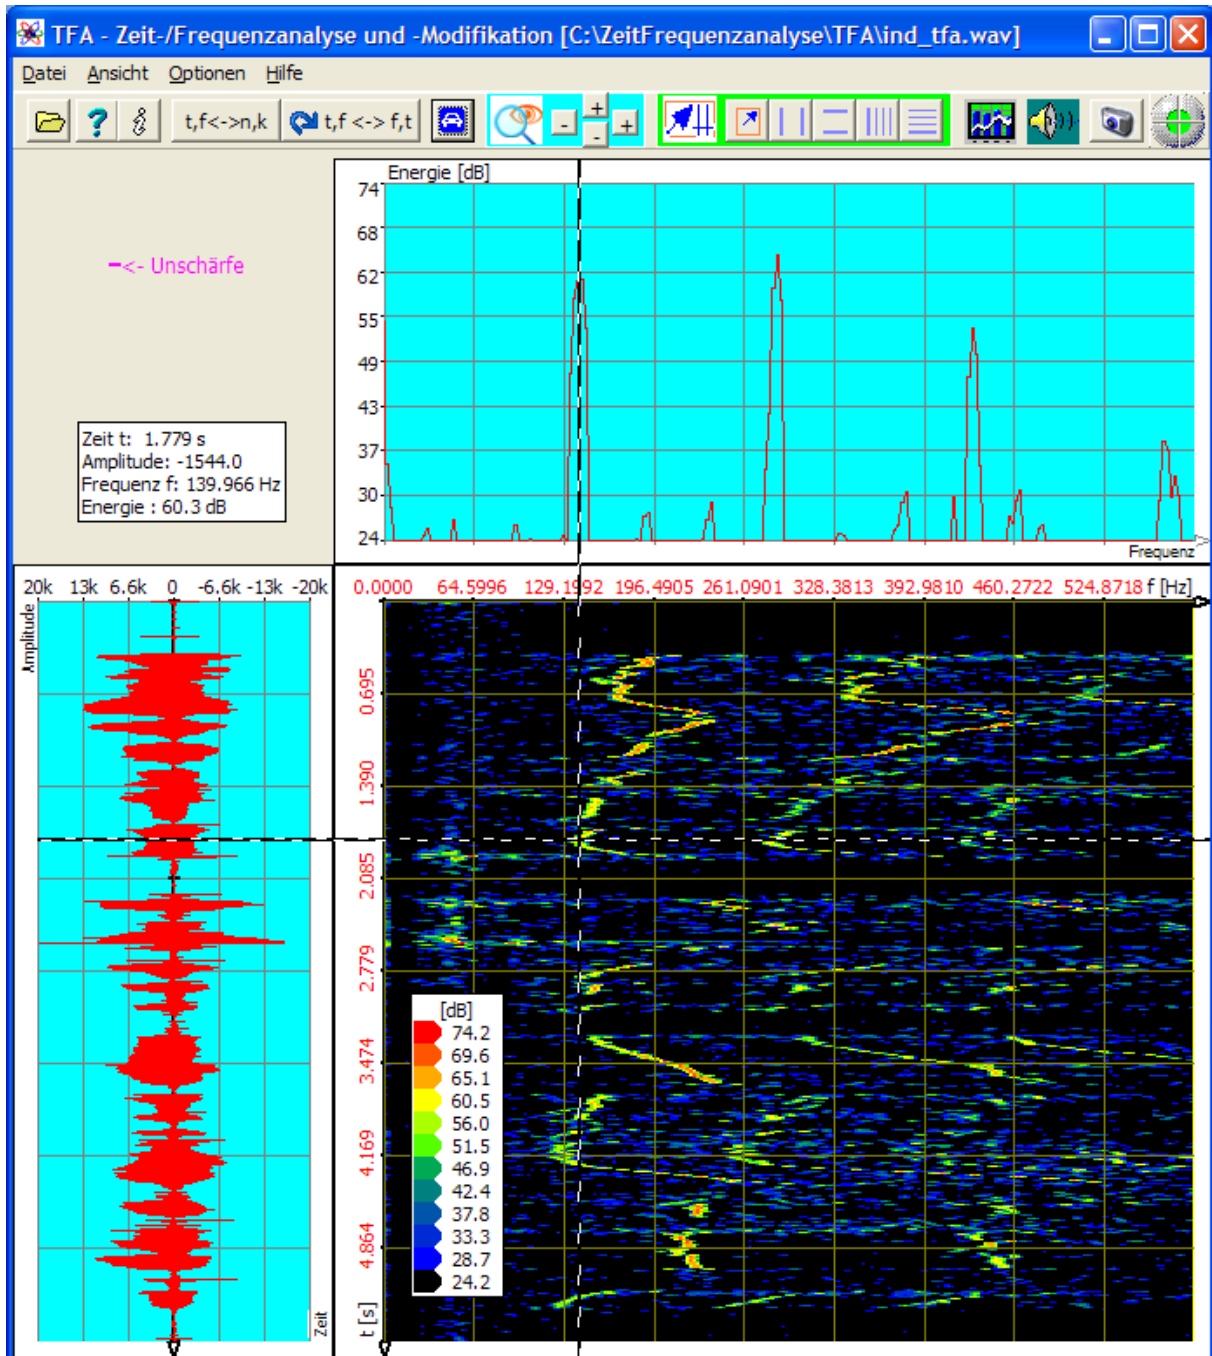 TFA - Zeit-/Frequenzanalyse und -Modifikation [C:\ZeitFrequenzanalyse\TFA\ind_tfa.wav]
Datei Ansicht Optionen Hilfe
t,f<->n,k t,f <-> f,t
Energie [dB]
74
68
62
55
49
43
37
30
24
Frequenz
-<- Unschärfe
Zeit t: 1.779 s
Amplitude: -1544.0
Frequenz f: 139.966 Hz
Energie : 60.3 dB
20k 13k 6.6k 0 -6.6k -13k -20k
Amplitude
Zeit
0.0000 64.5996 129.1992 196.4905 261.0901 328.3813 392.9810 460.2722 524.8718 f [Hz]
0.695
1.390
2.085
2.779
3.474
4.169
4.864
t [s]
[dB]
74.2
69.6
65.1
60.5
56.0
51.5
46.9
42.4
37.8
33.3
28.7
24.2